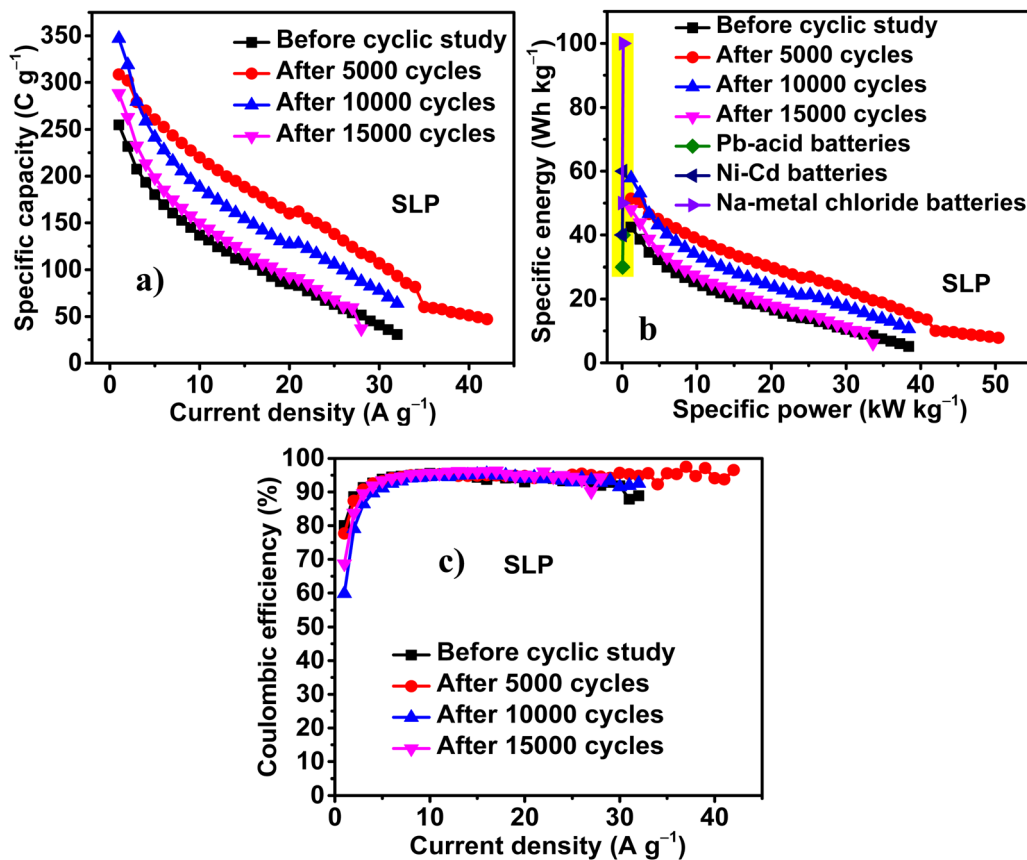 Specific capacity (C g⁻¹)
350
300
250
200
150
100
50
0
Before cyclic study
After 5000 cycles
After 10000 cycles
After 15000 cycles
SLP
a)
0 10 20 30 40
Current density (A g⁻¹)
Specific energy (Wh kg⁻¹)
100
80
60
40
20
0
Before cyclic study
After 5000 cycles
After 10000 cycles
After 15000 cycles
Pb-acid batteries
Ni-Cd batteries
Na-metal chloride batteries
SLP
b
0 10 20 30 40 50
Specific power (kW kg⁻¹)
Coulombic efficiency (%)
100
90
80
70
60
50
40
30
20
10
0
c) SLP
Before cyclic study
After 5000 cycles
After 10000 cycles
After 15000 cycles
0 10 20 30 40
Current density (A g⁻¹)